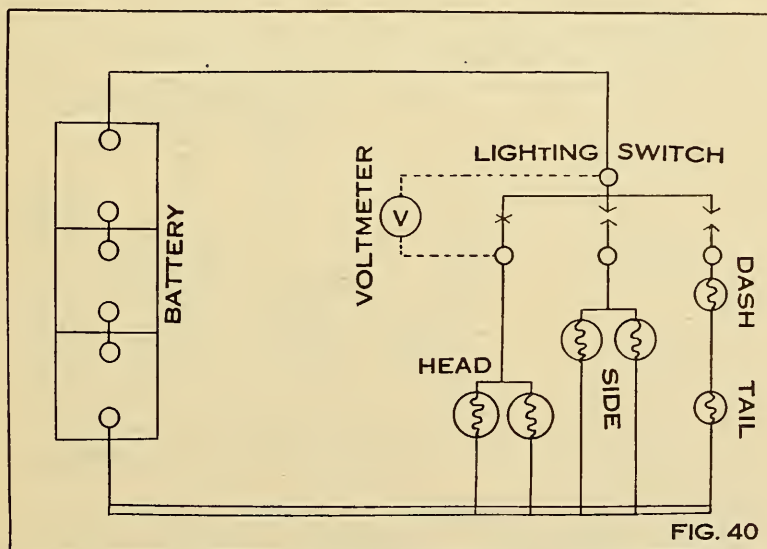 LIGHTING SWITCH
VOLTMETER
V
BATTERY
DASH
HEAD
SIDE
TAIL
FIG. 40